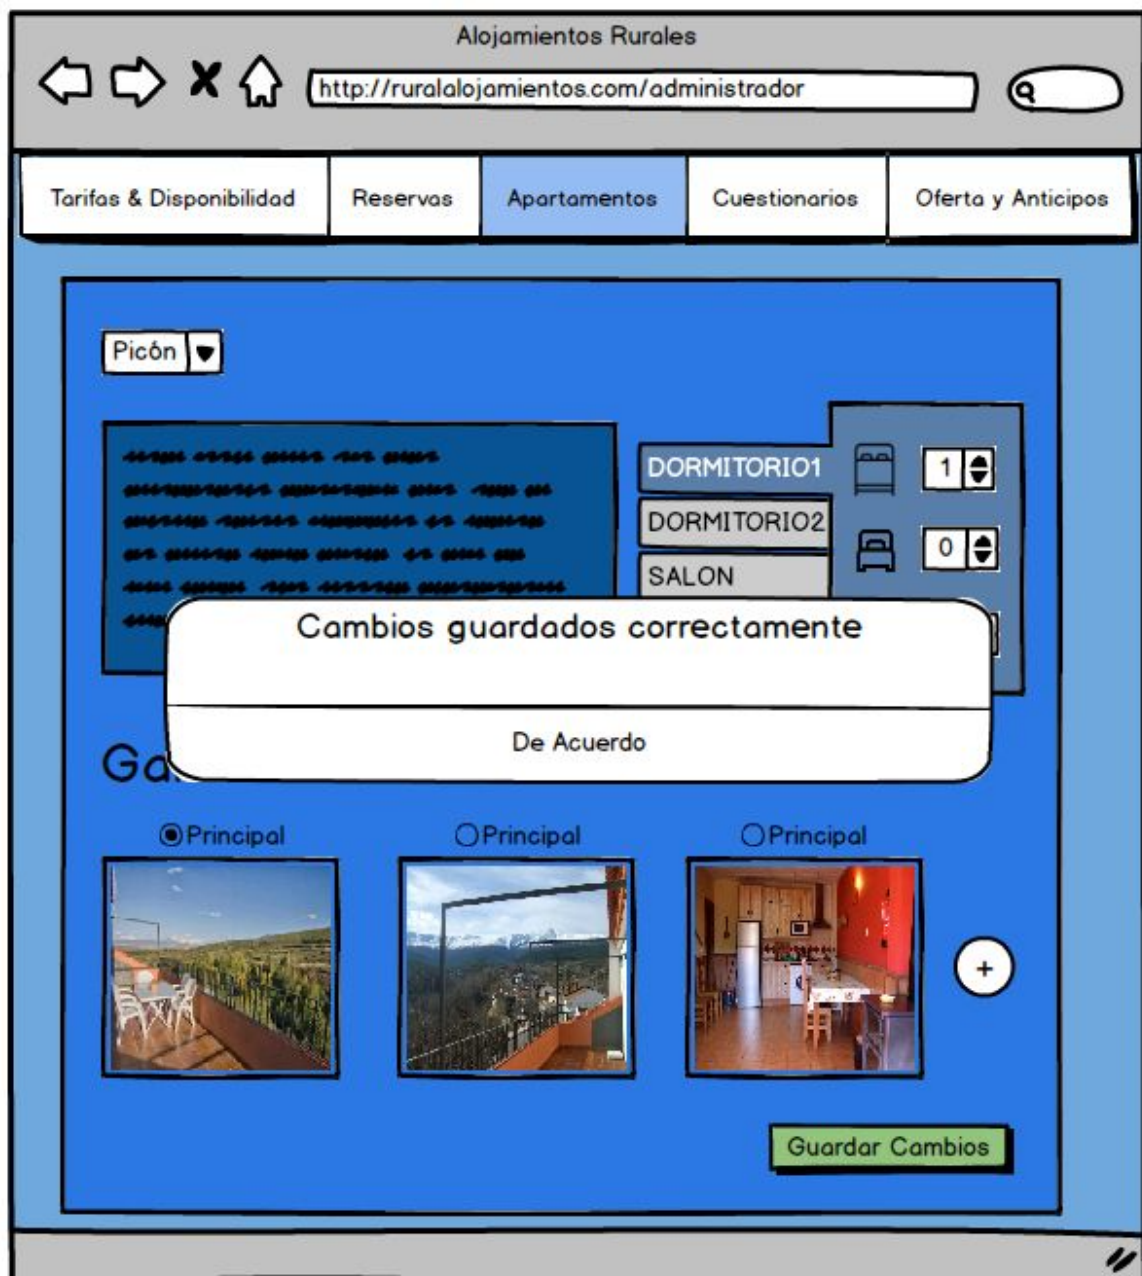 Alojamientos Rurales
http://ruralalojamientos.com/administrador
Tarifas & Disponibilidad
Reservas
Apartamentos
Cuestionarios
Oferta y Anticipos
Picón
DORMITORIO1
1
DORMITORIO2
0
SALON
Cambios guardados correctamente
De Acuerdo
Principal
Principal
Principal
+
Guardar Cambios